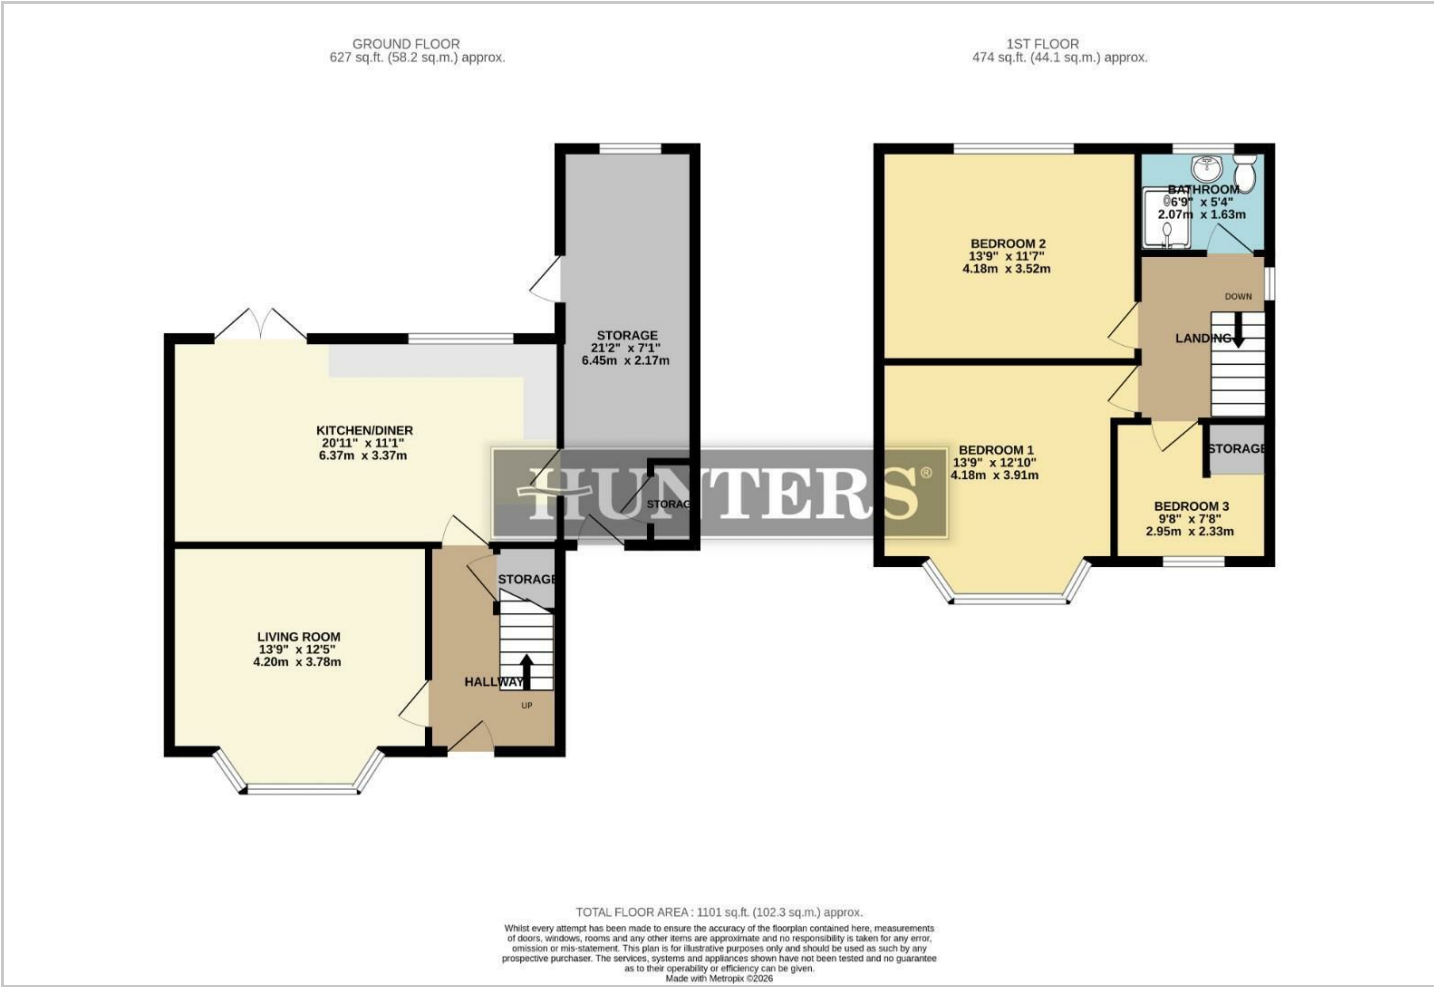 GROUND FLOOR
627 sq.ft. (58.2 sq.m.) approx.
1ST FLOOR
474 sq.ft. (44.1 sq.m.) approx.
STORAGE
21'2" x 7'1"
6.45m x 2.17m
KITCHEN/DINER
20'11" x 11'1"
6.37m x 3.37m
STORAGE
STORAGE
LIVING ROOM
13'9" x 12'5"
4.20m x 3.78m
HALLWAY
UP
BEDROOM 2
13'9" x 11'7"
4.18m x 3.52m
BATHROOM
6'9" x 5'4"
2.07m x 1.63m
DOWN
LANDING
BEDROOM 1
13'9" x 12'10"
4.18m x 3.91m
STORAGE
BEDROOM 3
9'8" x 7'8"
2.95m x 2.33m
HUNTERS®
TOTAL FLOOR AREA : 1101 sq.ft. (102.3 sq.m.) approx.
Whilst every attempt has been made to ensure the accuracy of the floorplan contained here, measurements
of doors, windows, rooms and any other items are approximate and no responsibility is taken for any error,
omission or mis-statement. This plan is for illustrative purposes only and should be used as such by any
prospective purchaser. The services, systems and appliances shown have not been tested and no guarantee
as to their operability or efficiency can be given.
Made with Metropix ©2026